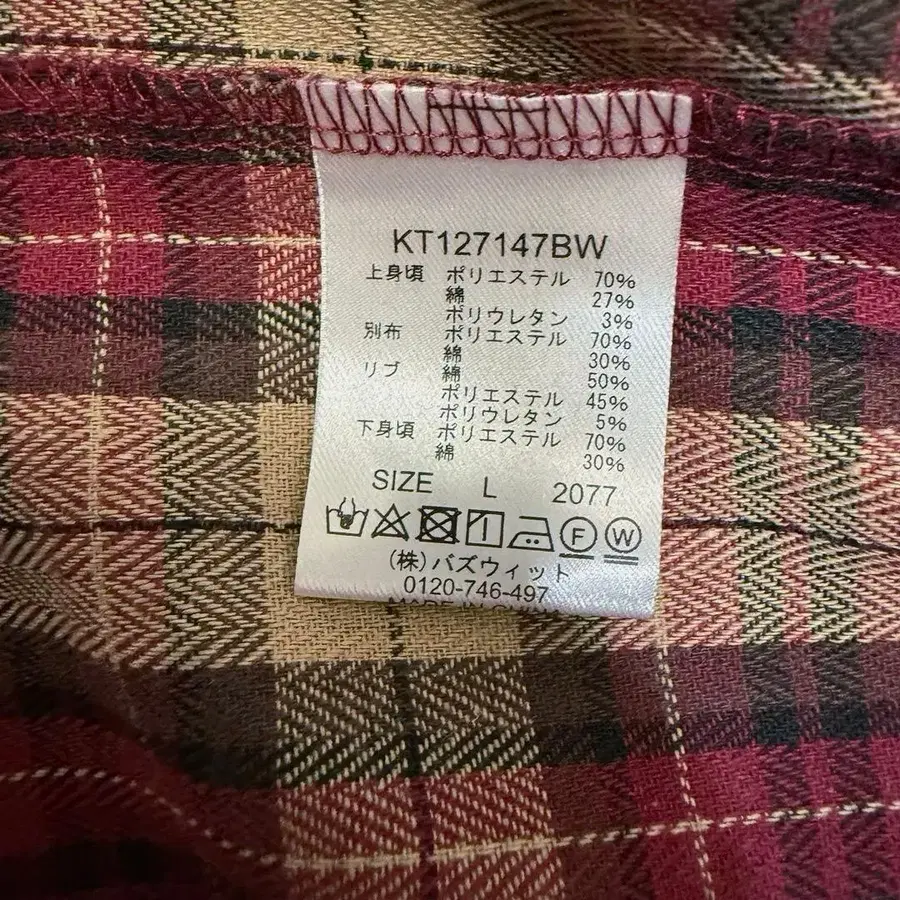 KT127147BW
上身頃 ポリエステル 70%
綿 27%
ポリウレタン 3%
別布 ポリエステル 70%
綿 30%
リブ 綿 50%
ポリエステル 45%
ポリウレタン 5%
下身頃 ポリエステル 70%
綿 30%
SIZE L 2077
F W
(株)バズウィット
0120-746-497
MADE IN CHINA